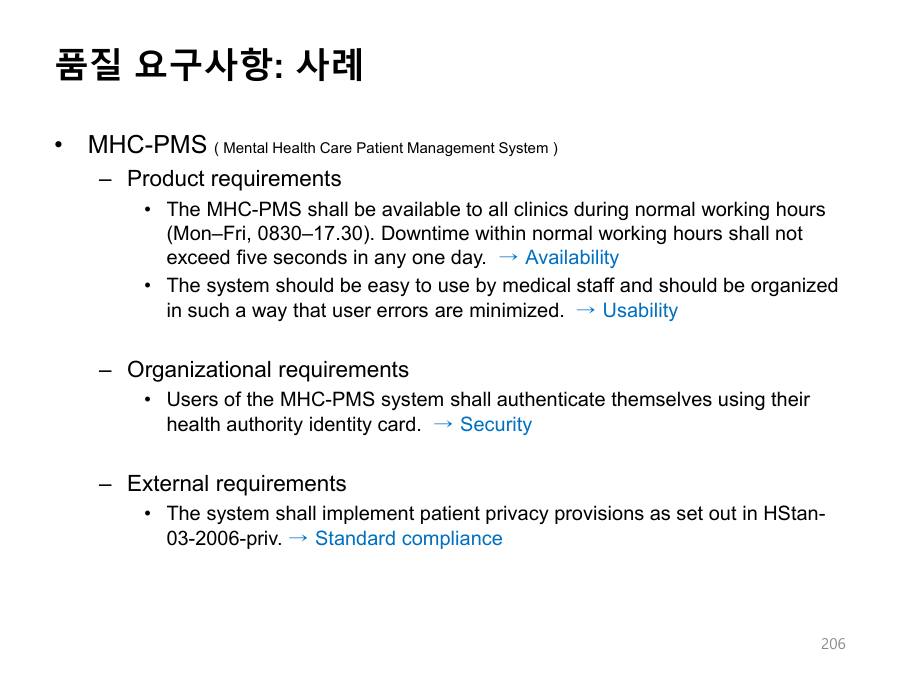 품질 요구사항: 사례
• MHC-PMS ( Mental Health Care Patient Management System )
– Product requirements
• The MHC-PMS shall be available to all clinics during normal working hours
(Mon–Fri, 0830–17.30). Downtime within normal working hours shall not
exceed five seconds in any one day. → Availability
• The system should be easy to use by medical staff and should be organized
in such a way that user errors are minimized. → Usability
– Organizational requirements
• Users of the MHC-PMS system shall authenticate themselves using their
health authority identity card. → Security
– External requirements
• The system shall implement patient privacy provisions as set out in HStan-
03-2006-priv. → Standard compliance
206